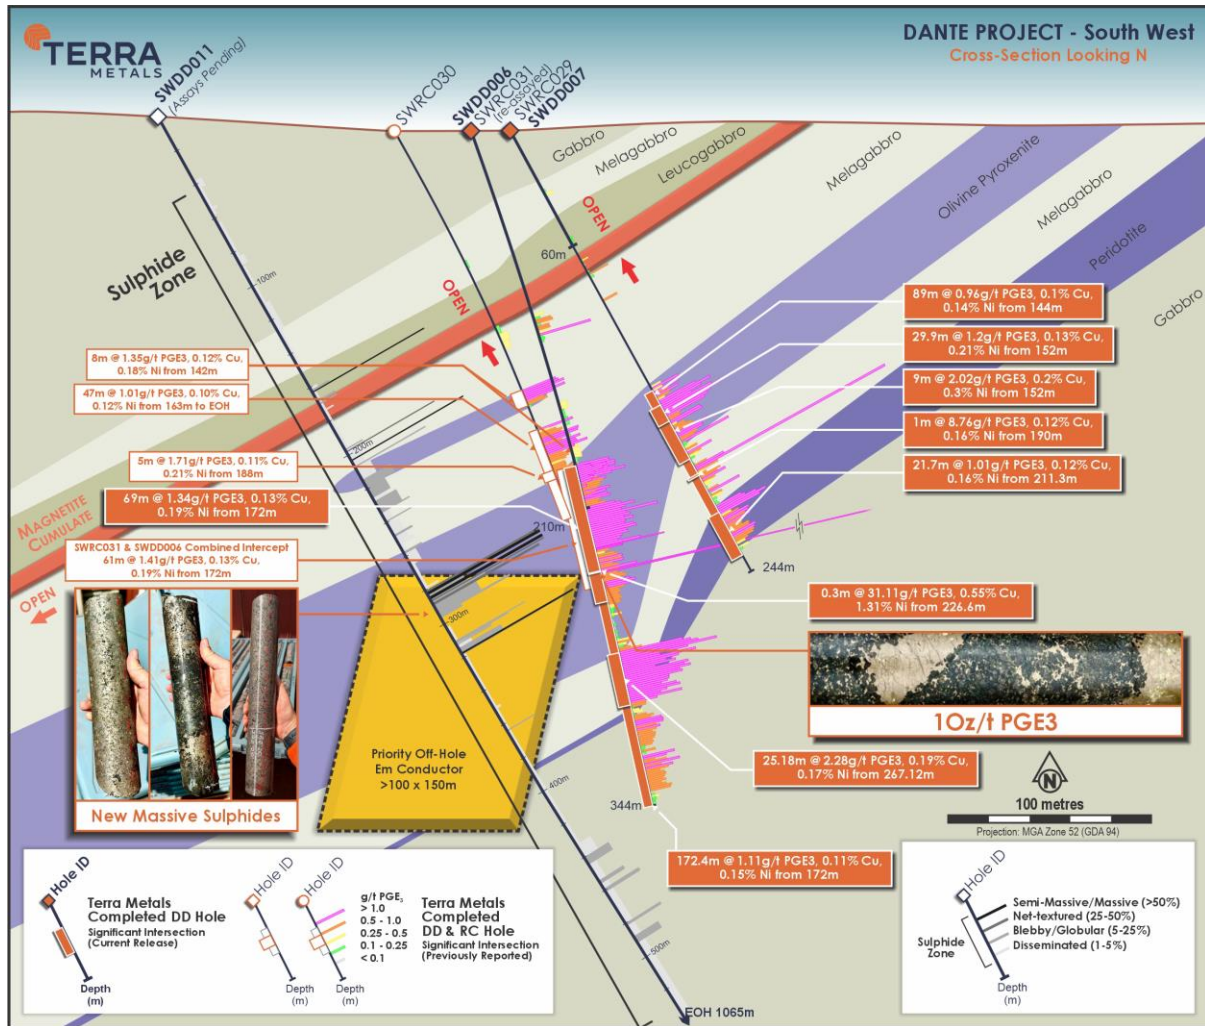 TERRA
METALS
DANTE PROJECT - South West
Cross-Section Looking N
SWDD011
(Assays Pending)
SWRC030
SWDD006
SWRC031
(re-assayed)
SWRC029
SWDD007
Gabbro
Melagabbro
Leucogabbro
Melagabbro
Olivine Pyroxenite
Melagabbro
Peridotite
Gabbro
Sulphide
Zone
OPEN
OPEN
60m
100m
200m
300m
400m
500m
89m @ 0.96g/t PGE3, 0.1% Cu,
0.14% Ni from 144m
29.9m @ 1.2g/t PGE3, 0.13% Cu,
0.21% Ni from 152m
9m @ 2.02g/t PGE3, 0.2% Cu,
0.3% Ni from 152m
1m @ 8.76g/t PGE3, 0.12% Cu,
0.16% Ni from 190m
21.7m @ 1.01g/t PGE3, 0.12% Cu,
0.16% Ni from 211.3m
8m @ 1.35g/t PGE3, 0.12% Cu,
0.18% Ni from 142m
47m @ 1.01g/t PGE3, 0.10% Cu,
0.12% Ni from 163m to EOH
5m @ 1.71g/t PGE3, 0.11% Cu,
0.21% Ni from 188m
69m @ 1.34g/t PGE3, 0.13% Cu,
0.19% Ni from 172m
MAGNETITE
CUMULATE
OPEN
210m
244m
SWRC031 & SWDD006 Combined Intercept
61m @ 1.41g/t PGE3, 0.13% Cu,
0.19% Ni from 172m
0.3m @ 31.11g/t PGE3, 0.55% Cu,
1.31% Ni from 226.6m
1Oz/t PGE3
New Massive Sulphides
Priority Off-Hole
Em Conductor
>100 x 150m
25.18m @ 2.28g/t PGE3, 0.19% Cu,
0.17% Ni from 267.12m
344m
172.4m @ 1.11g/t PGE3, 0.11% Cu,
0.15% Ni from 172m
N
100 metres
Projection: MGA Zone 52 (GDA 94)
Hole ID
Terra Metals
Completed DD Hole
Significant Intersection
(Current Release)
Depth
(m)
Hole ID
Hole ID
g/t PGE3
> 1.0
0.5 - 1.0
0.25 - 0.5
0.1 - 0.25
< 0.1
Depth
(m)
Depth
(m)
Terra Metals
Completed
DD & RC Hole
Significant Intersection
(Previously Reported)
Hole ID
Semi-Massive/Massive (>50%)
Net-textured (25-50%)
Blebby/Globular (5-25%)
Disseminated (1-5%)
Sulphide
Zone
Depth
(m)
EOH 1065m